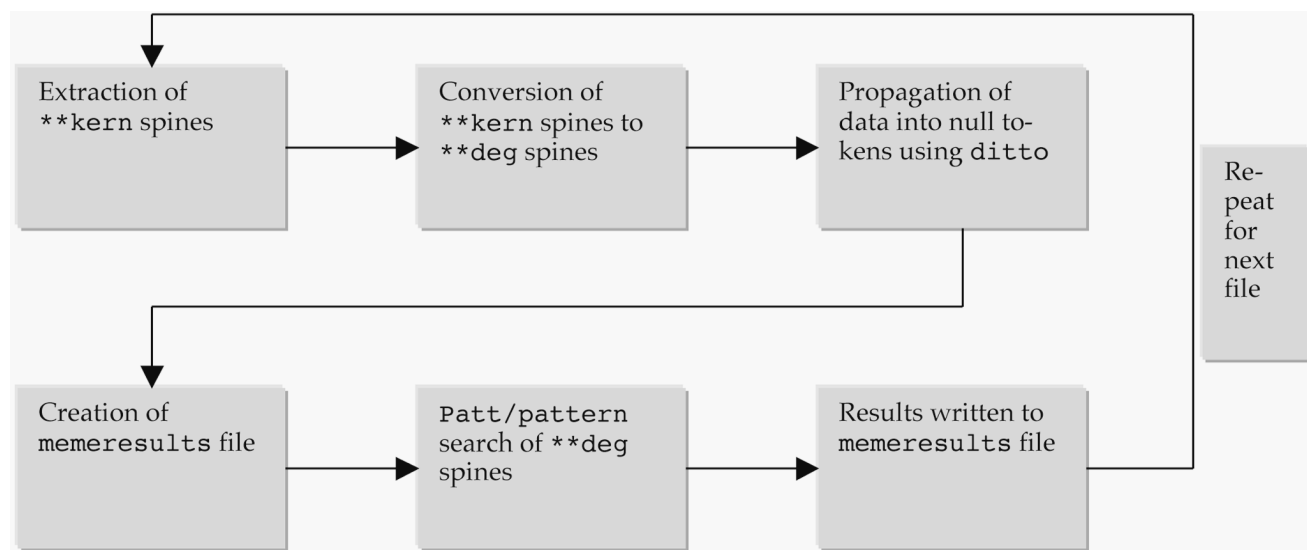 Extraction of
**kern spines
Conversion of
**kern spines to
**deg spines
Propagation of
data into null to-
kens using ditto
Re-
peat
for
next
file
Creation of
memeresults file
Patt/pattern
search of **deg
spines
Results written to
memeresults file